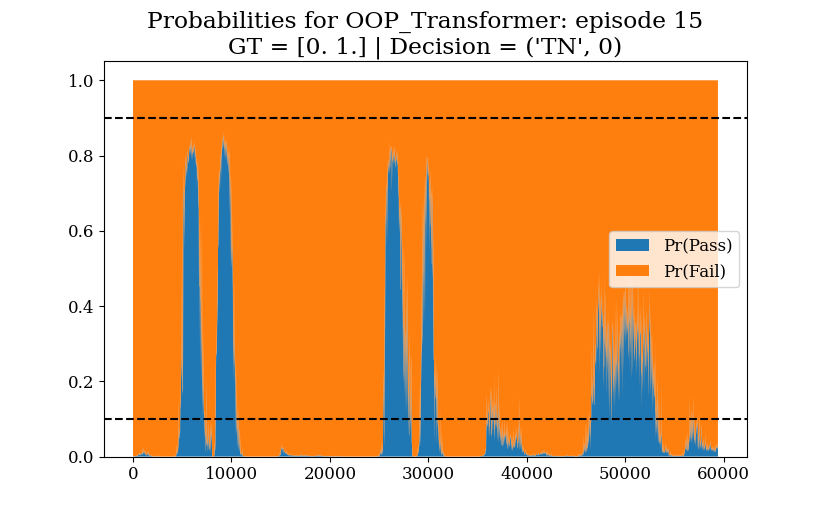 Probabilities for OOP_Transformer: episode 15
GT = [0. 1.] | Decision = ('TN', 0)
1.0
0.8
0.6
0.4
0.2
0.0
Pr(Pass)
Pr(Fail)
0 10000 20000 30000 40000 50000 60000